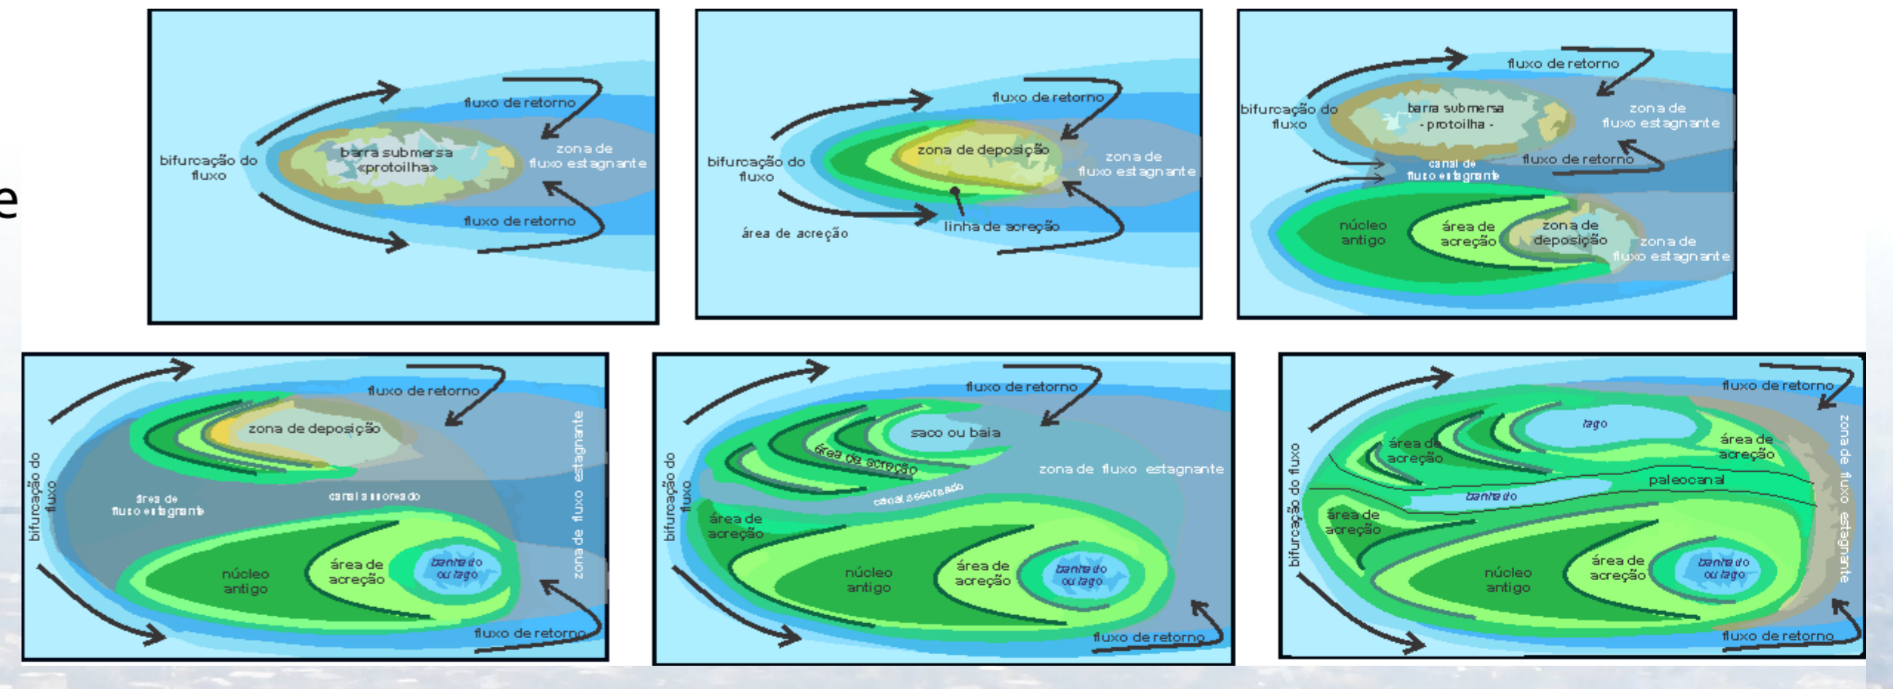 e
fluxo de retorno
barra submersa
«protoilha»
bifurcação do
fluxo
zona de
fluxo estagnante
fluxo de retorno
fluxo de retorno
zona de deposição
bifurcação do
fluxo
zona de
fluxo estagnante
linha de acreção
área de acreção
fluxo de retorno
bifurcação do
fluxo
barra submersa
- protoilha -
zona de
fluxo estagnante
fluxo de retorno
canal de
fluxo estagnante
núcleo
antigo
área de
acreção
zona de
deposição
zona de
fluxo estagnante
fluxo de retorno
zona de deposição
bifurcação do
fluxo
área de
fluxo estagnante
canal assoreado
zona de fluxo estagnante
núcleo
antigo
área de
acreção
banhado
ou lago
fluxo de retorno
fluxo de retorno
saco ou baia
área de acreção
zona de fluxo estagnante
bifurcação do
fluxo
canal assoreado
área de
acreção
núcleo
antigo
área de
acreção
banhado
ou lago
fluxo de retorno
fluxo de retorno
lago
área de
acreção
área de
acreção
zona de fluxo estagnante
bifurcação do fluxo
paleocanal
banhado
área de
acreção
núcleo
antigo
área de
acreção
banhado
ou lago
fluxo de retorno